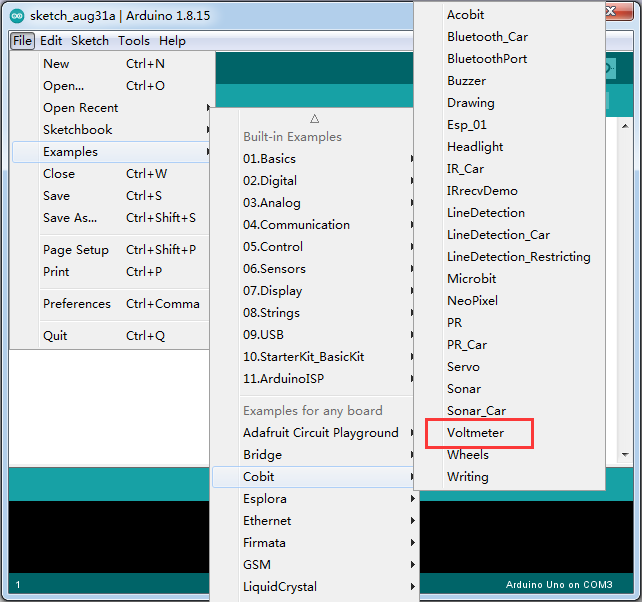 sketch_aug31a | Arduino 1.8.15
File Edit Sketch Tools Help
New Ctrl+N
Open... Ctrl+O
Open Recent
Sketchbook
Examples
Close Ctrl+W
Save Ctrl+S
Save As... Ctrl+Shift+S
Page Setup Ctrl+Shift+P
Print Ctrl+P
Preferences Ctrl+Comma
Quit Ctrl+Q
Built-in Examples
01.Basics
02.Digital
03.Analog
04.Communication
05.Control
06.Sensors
07.Display
08.Strings
09.USB
10.StarterKit_BasicKit
11.ArduinoISP
Examples for any board
Adafruit Circuit Playground
Bridge
Cobit
Esplora
Ethernet
Firmata
GSM
LiquidCrystal
Acobit
Bluetooth_Car
BluetoothPort
Buzzer
Drawing
Esp_01
Headlight
IR_Car
IRrecvDemo
LineDetection
LineDetection_Car
LineDetection_Restricting
Microbit
NeoPixel
PR
PR_Car
Servo
Sonar
Sonar_Car
Voltmeter
Wheels
Writing
1
Arduino Uno on COM3